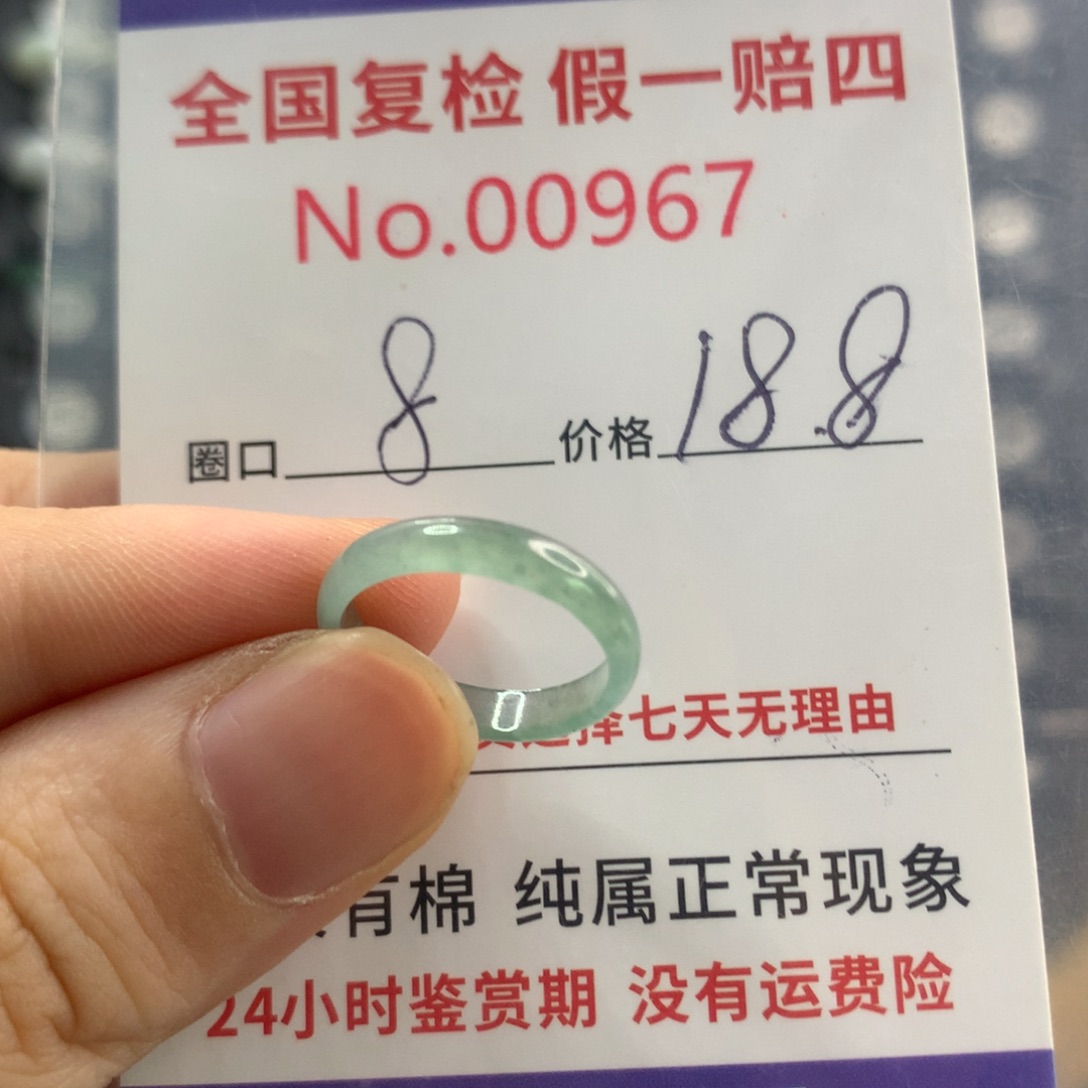 全国复检 假一赔四
No.00967
圈口 8 价格 18.8
择七天无理由
有棉 纯属正常现象
24小时鉴赏期 没有运费险